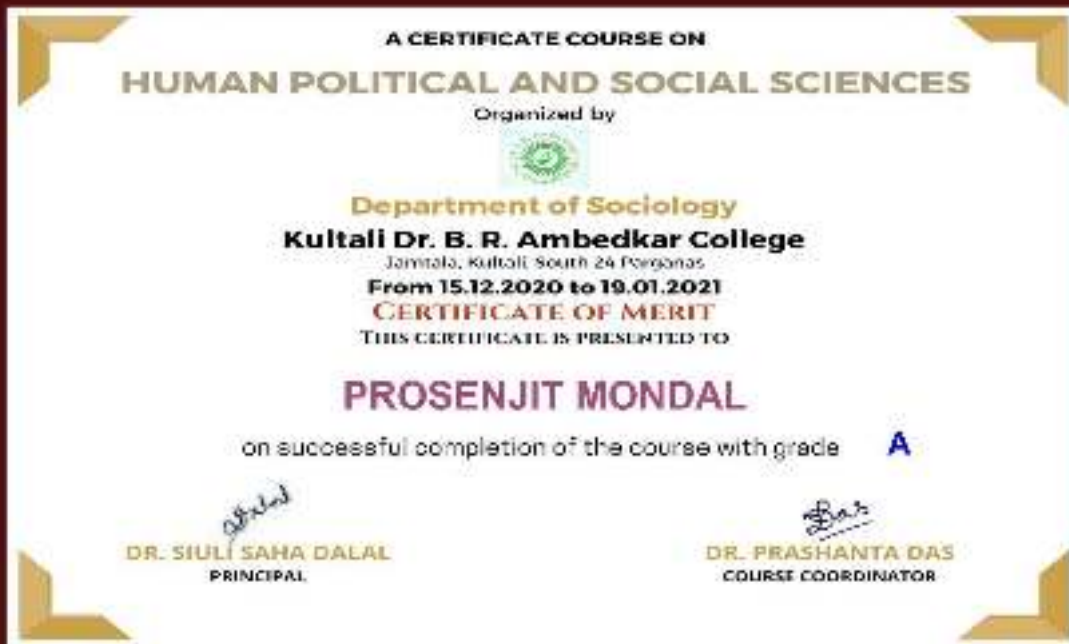 A CERTIFICATE COURSE ON
HUMAN POLITICAL AND SOCIAL SCIENCES
Organized by
Department of Sociology
Kultali Dr. B. R. Ambedkar College
Jamtala, Kultali, South 24 Parganas
From 15.12.2020 to 19.01.2021
CERTIFICATE OF MERIT
THIS CERTIFICATE IS PRESENTED TO
PROSENJIT MONDAL
on successful completion of the course with grade A
DR. SIULI SAHA DALAL
PRINCIPAL
Das
DR. PRASHANTA DAS
COURSE COORDINATOR